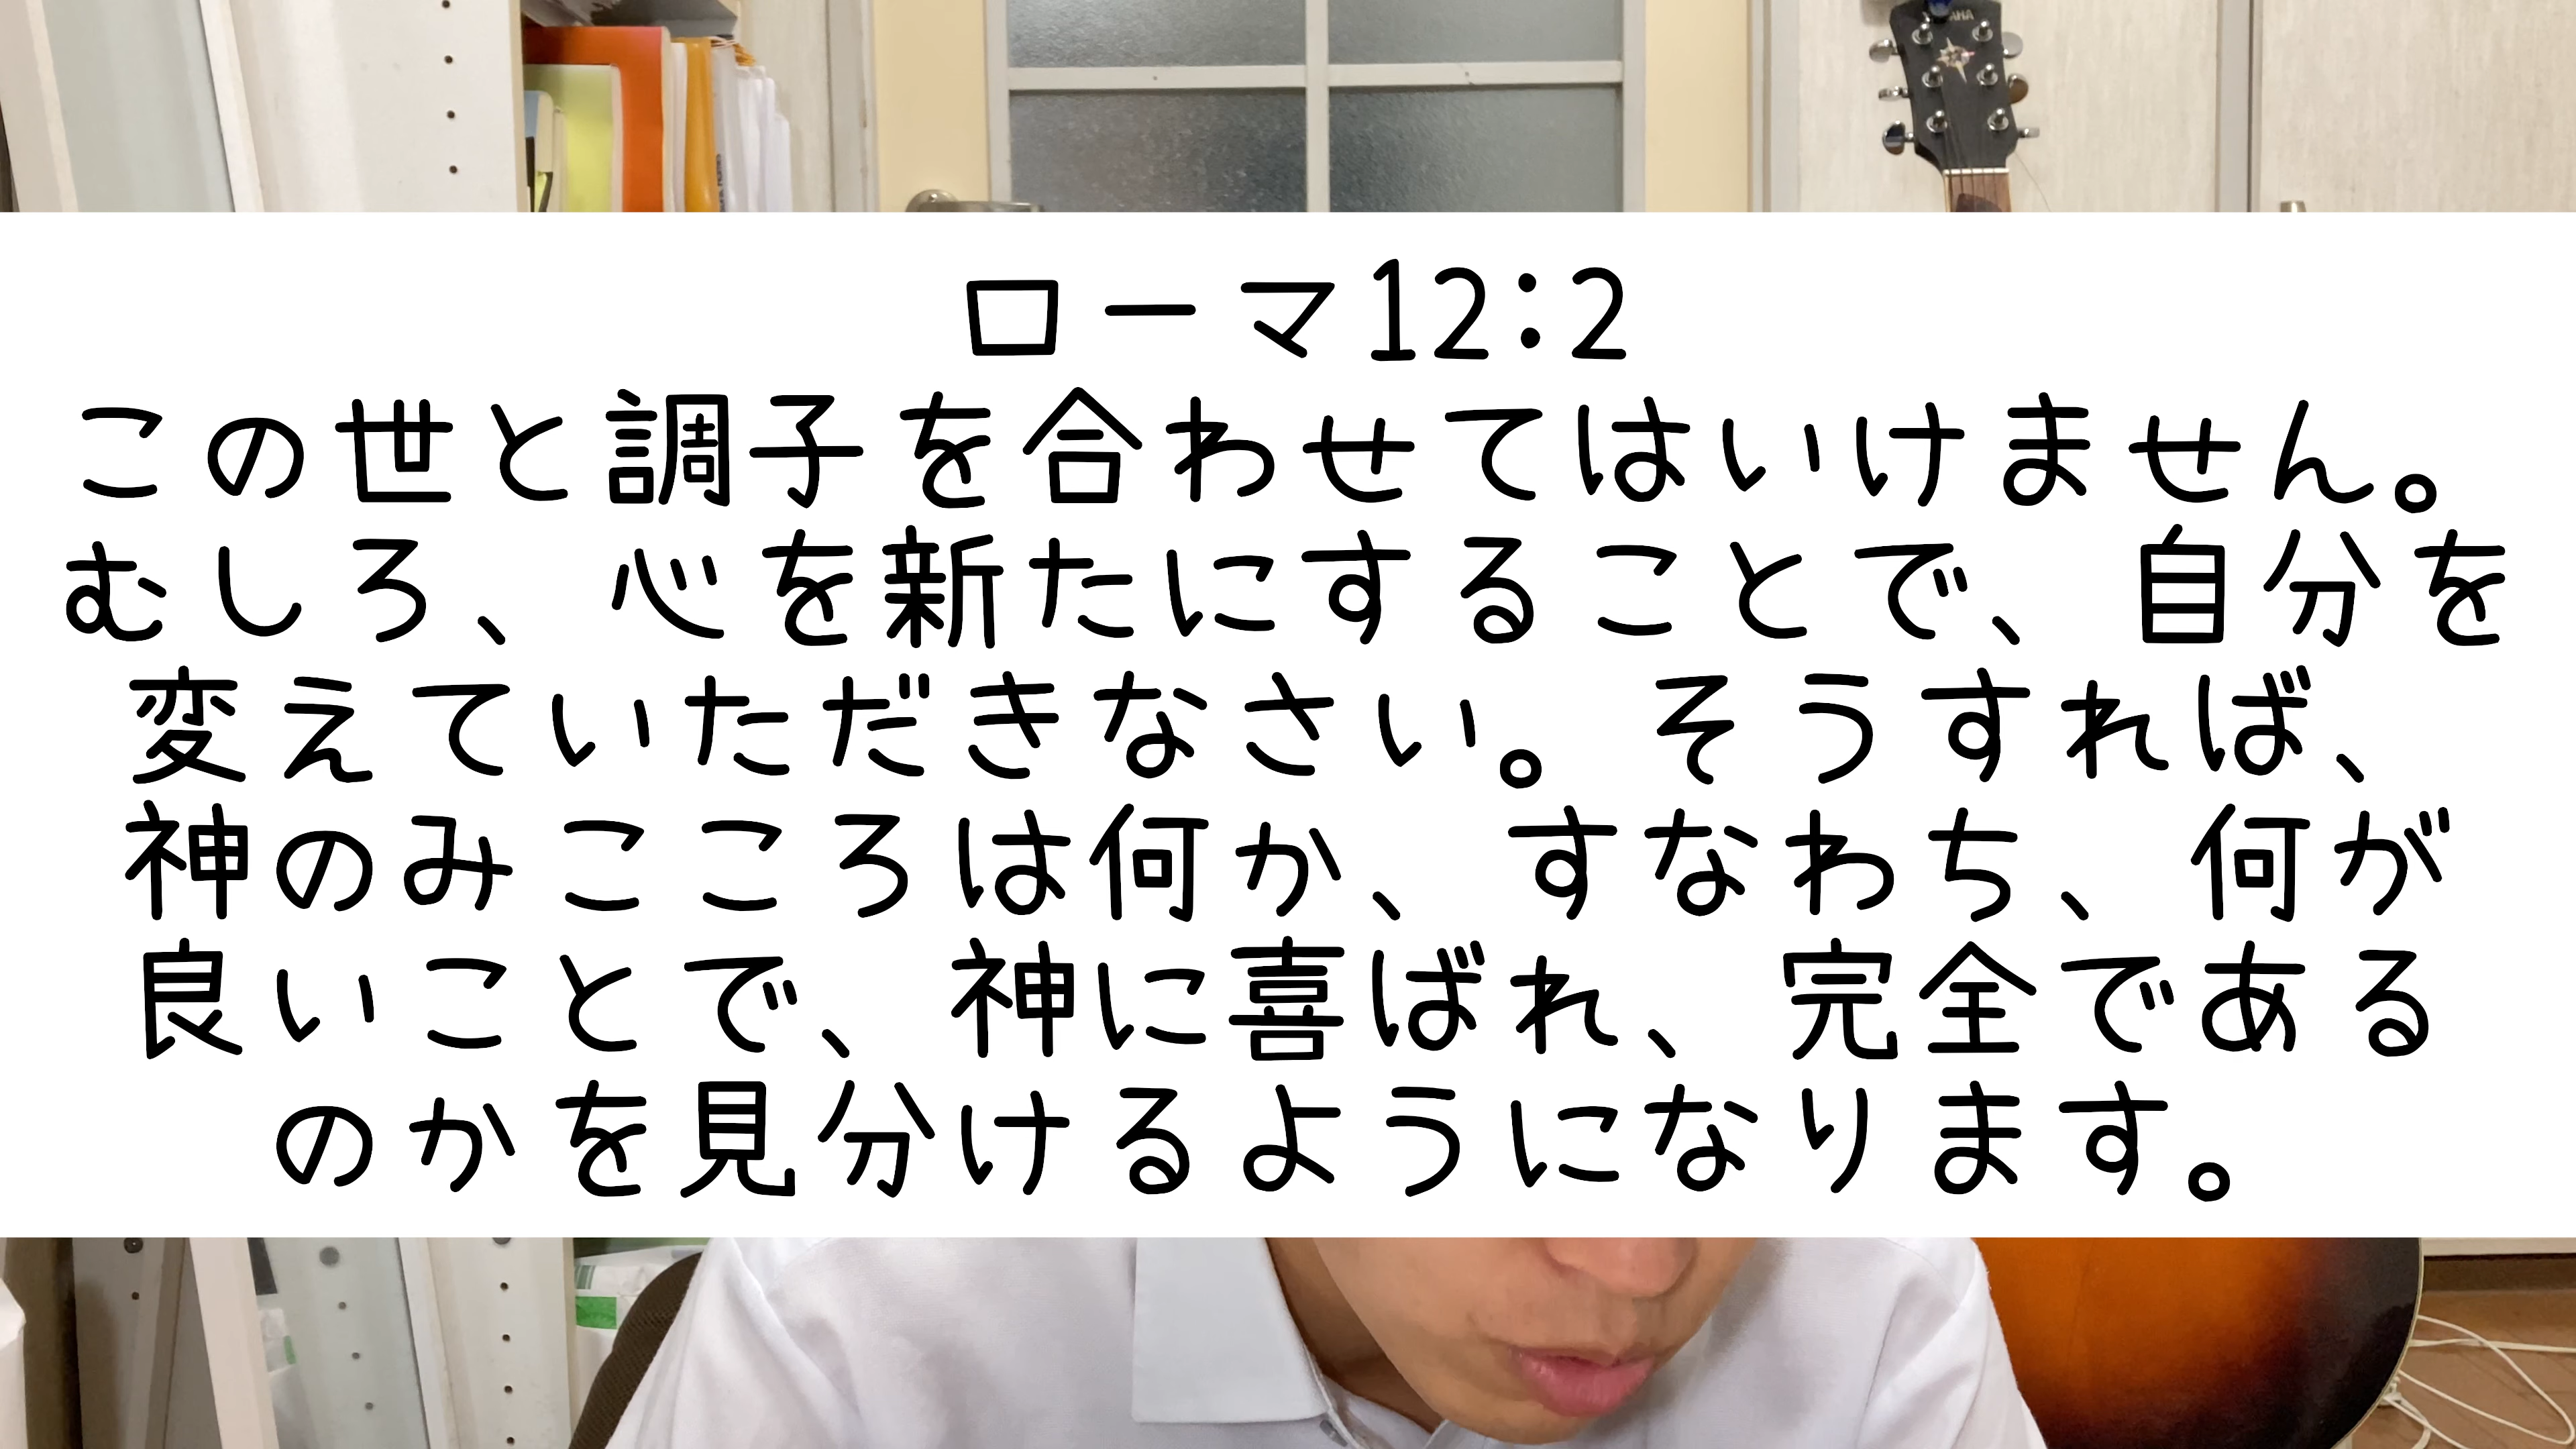 ローマ12:2
この世と調子を合わせてはいけません。
むしろ、心を新たにすることで、自分を
変えていただきなさい。そうすれば、
神のみこころは何か、すなわち、何が
良いことで、神に喜ばれ、完全である
のかを見分けるようになります。